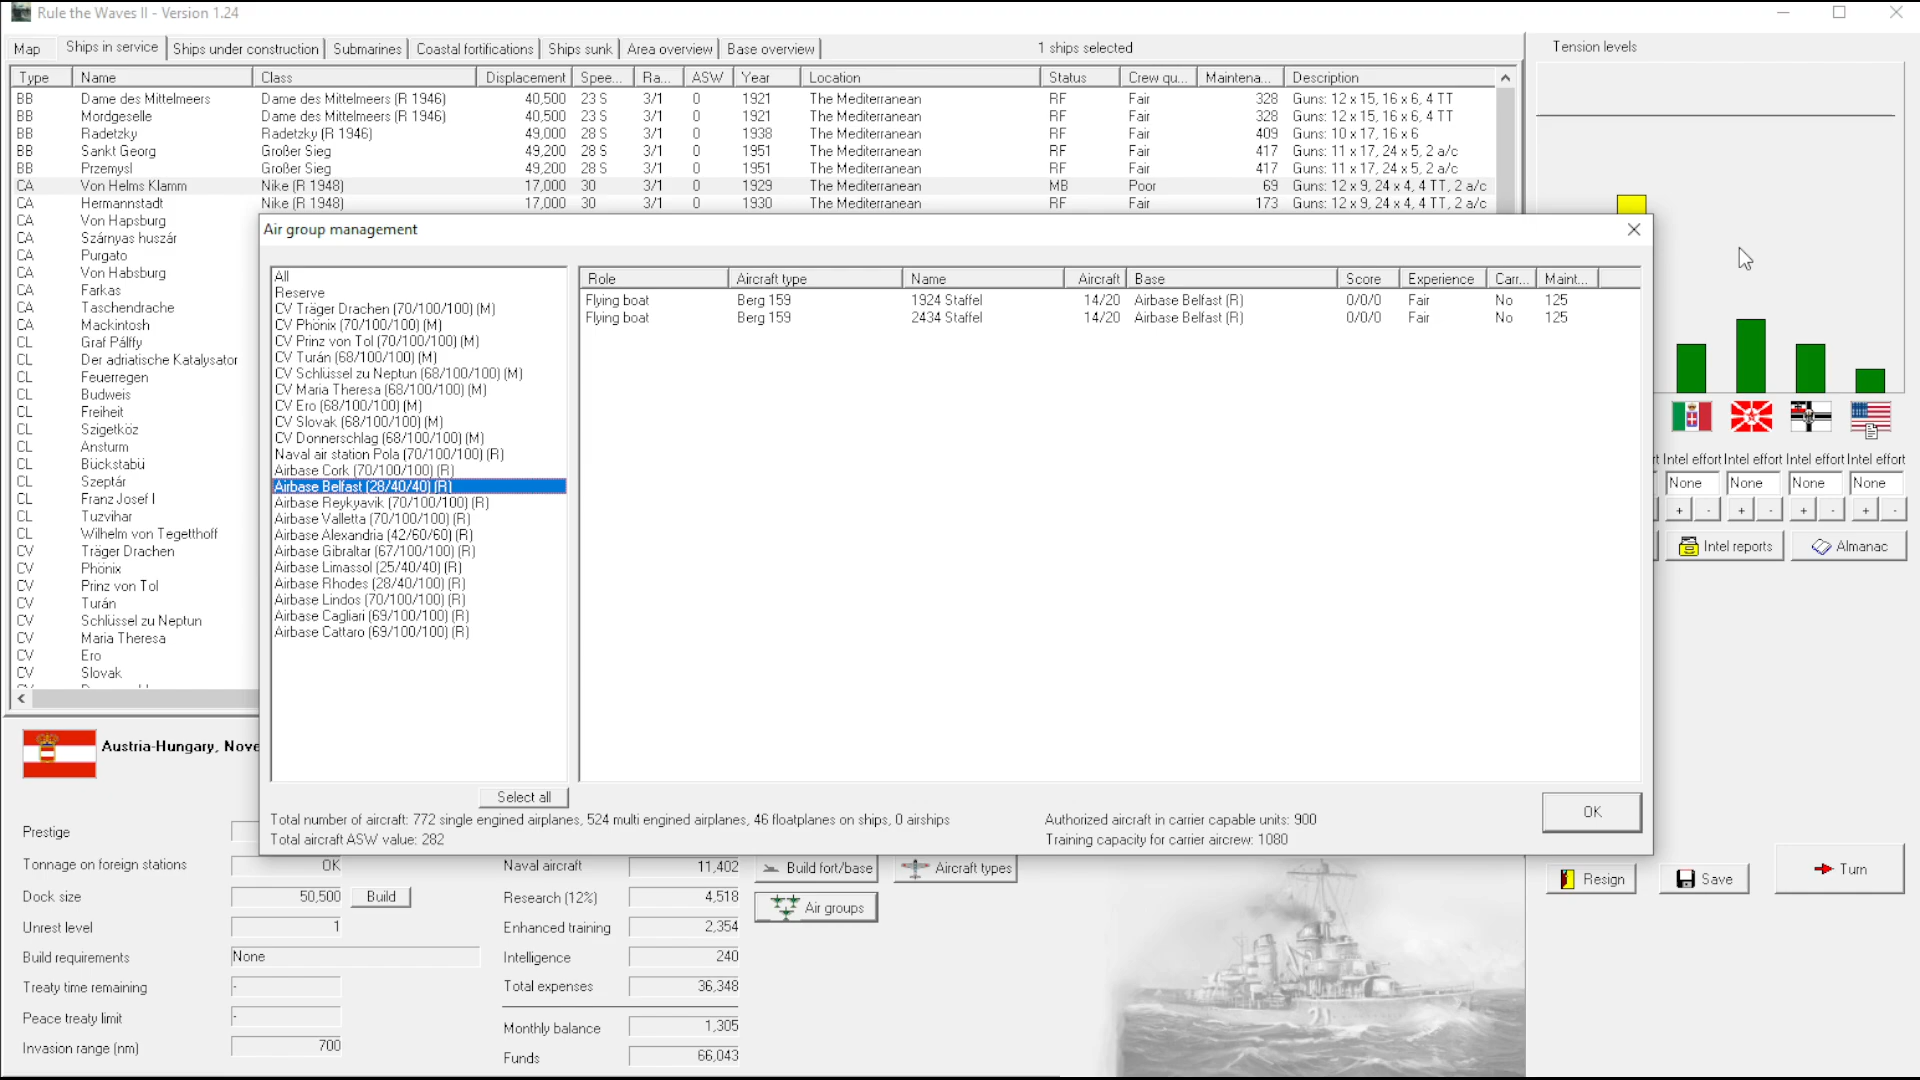 Rule the Waves II - Version 1.24
Map Ships in service Ships under construction Submarines Coastal fortifications Ships sunk Area overview Base overview 1 ships selected Tension levels
Type Name Class Displacement Spee... Ra... ASW Year Location Status Crew qu... Maintena... Description
BB Dame des Mittelmeers Dame des Mittelmeers (R 1946) 40,500 23 S 3/1 0 1921 The Mediterranean RF Fair 328 Guns: 12 x 15, 16 x 6, 4 TT
BB Mordgeselle Dame des Mittelmeers (R 1946) 40,500 23 S 3/1 0 1921 The Mediterranean RF Fair 328 Guns: 12 x 15, 16 x 6, 4 TT
BB Radetzky Radetzky (R 1946) 49,000 28 S 3/1 0 1938 The Mediterranean RF Fair 409 Guns: 10 x 17, 16 x 6
BB Sankt Georg Großer Sieg 49,200 28 S 3/1 0 1951 The Mediterranean RF Fair 417 Guns: 11 x 17, 24 x 5, 2 a/c
BB Przemysl Großer Sieg 49,200 28 S 3/1 0 1951 The Mediterranean RF Fair 417 Guns: 11 x 17, 24 x 5, 2 a/c
CA Von Helms Klamm Nike (R 1948) 17,000 30 3/1 0 1929 The Mediterranean MB Poor 69 Guns: 12 x 9, 24 x 4, 4 TT, 2 a/c
CA Hermannstadt Nike (R 1948) 17,000 30 3/1 0 1930 The Mediterranean RF Fair 173 Guns: 12 x 9, 24 x 4, 4 TT, 2 a/c
CA Von Hapsburg
CA Szárnyas huszár
CA Purgato
CA Von Habsburg
CA Farkas
CA Taschendrache
CA Mackintosh
CL Graf Pálffy
CL Der adriatische Katalysator
CL Feuerregen
CL Budweis
CL Freiheit
CL Szigetköz
CL Ansturm
CL Bückstabü
CL Szeptár
CL Franz Josef I
CL Tuzvihar
CL Wilhelm von Tegetthoff
CV Träger Drachen
CV Phönix
CV Prinz von Tol
CV Turán
CV Schlüssel zu Neptun
CV Maria Theresa
CV Ero
CV Slovak
Air group management
All
Reserve
CV Träger Drachen (70/100/100) (M)
CV Phönix (70/100/100) (M)
CV Prinz von Tol (70/100/100) (M)
CV Turán (68/100/100) (M)
CV Schlüssel zu Neptun (68/100/100) (M)
CV Maria Theresa (68/100/100) (M)
CV Ero (68/100/100) (M)
CV Slovak (68/100/100) (M)
CV Donnerschlag (68/100/100) (M)
Naval air station Pola (70/100/100) (R)
Airbase Cork (70/100/100) (R)
Airbase Belfast (28/40/40) (R)
Airbase Reykyavik (70/100/100) (R)
Airbase Valletta (70/100/100) (R)
Airbase Alexandria (42/60/60) (R)
Airbase Gibraltar (67/100/100) (R)
Airbase Limassol (25/40/40) (R)
Airbase Rhodes (28/40/100) (R)
Airbase Lindos (70/100/100) (R)
Airbase Cagliari (69/100/100) (R)
Airbase Cattaro (69/100/100) (R)
Role Aircraft type Name Aircraft Base Score Experience Carr... Maint...
Flying boat Berg 159 1924 Staffel 14/20 Airbase Belfast (R) 0/0/0 Fair No 125
Flying boat Berg 159 2434 Staffel 14/20 Airbase Belfast (R) 0/0/0 Fair No 125
Select all
Total number of aircraft: 772 single engined airplanes, 524 multi engined airplanes, 46 floatplanes on ships, 0 airships
Total aircraft ASW value: 282
Authorized aircraft in carrier capable units: 900
Training capacity for carrier aircrew: 1080
OK
Intel effort Intel effort Intel effort Intel effort
None None None None
+ - + - + - + -
Intel reports Almanac
Austria-Hungary, Nove
Prestige
Tonnage on foreign stations OK
Dock size 50,500 Build
Unrest level 1
Build requirements None
Treaty time remaining -
Peace treaty limit -
Invasion range (nm) 700
Naval aircraft 11,402
Research (12%) 4,518
Enhanced training 2,354
Intelligence 240
Total expenses 36,348
Monthly balance 1,305
Funds 66,043
Build fort/base Aircraft types
Air groups
Resign Save Turn
21